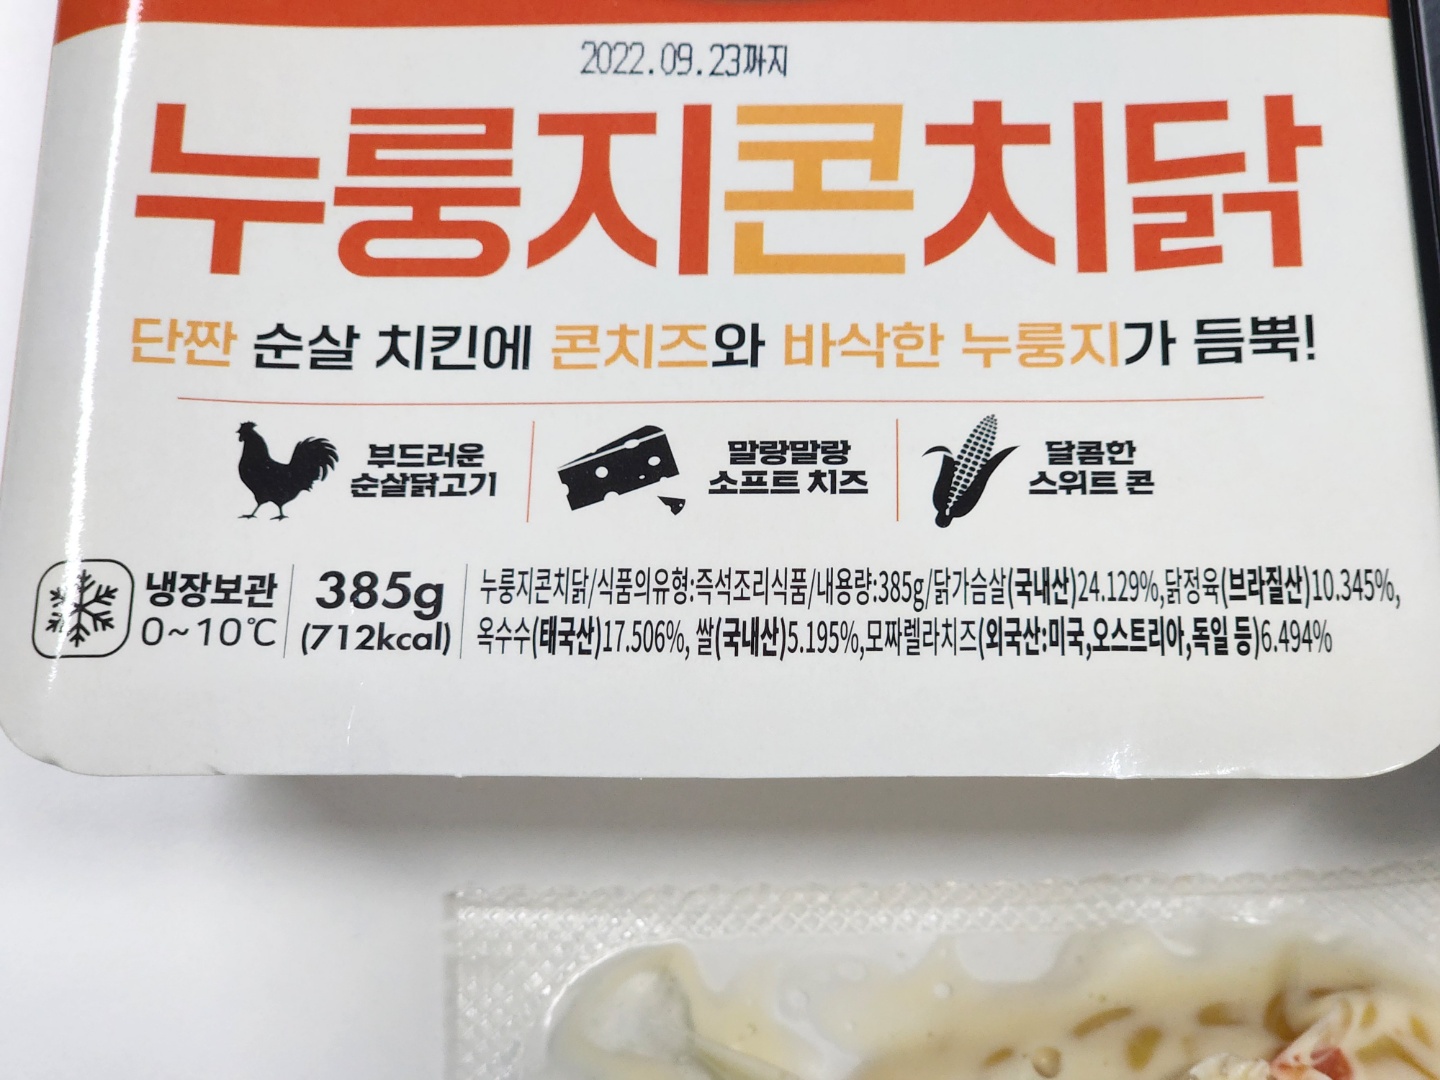 2022.09.23까지
누룽지콘치닭
단짠 순살 치킨에 콘치즈와 바삭한 누룽지가 듬뿍!
부드러운
순살닭고기
말랑말랑
소프트 치즈
달콤한
스위트 콘
냉장보관
0~10℃
385g
(712kcal)
누룽지콘치닭/식품의유형:즉석조리식품/내용량:385g/닭가슴살(국내산)24.129%,닭정육(브라질산)10.345%,
옥수수(태국산)17.506%, 쌀(국내산)5.195%,모짜렐라치즈(외국산:미국,오스트리아,독일 등)6.494%